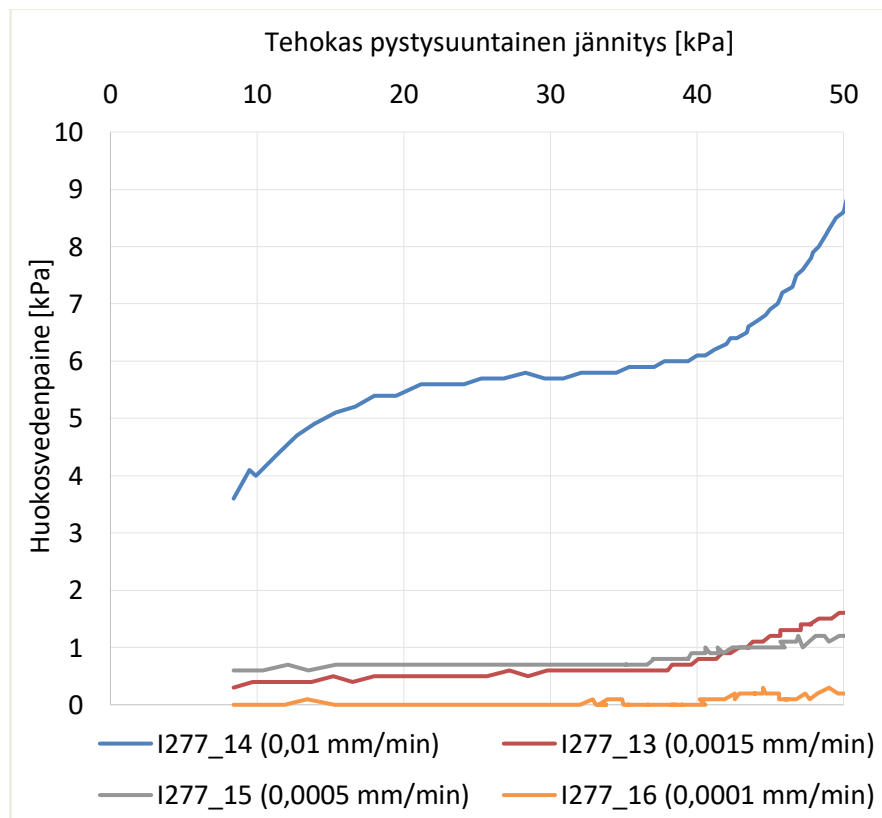 Tehokas pystysuuntainen jännitys [kPa]
0 10 20 30 40 50
10
9
8
7
6
5
4
3
2
1
0
Huokosvedenpaine [kPa]
I277_14 (0,01 mm/min) I277_13 (0,0015 mm/min)
I277_15 (0,0005 mm/min) I277_16 (0,0001 mm/min)